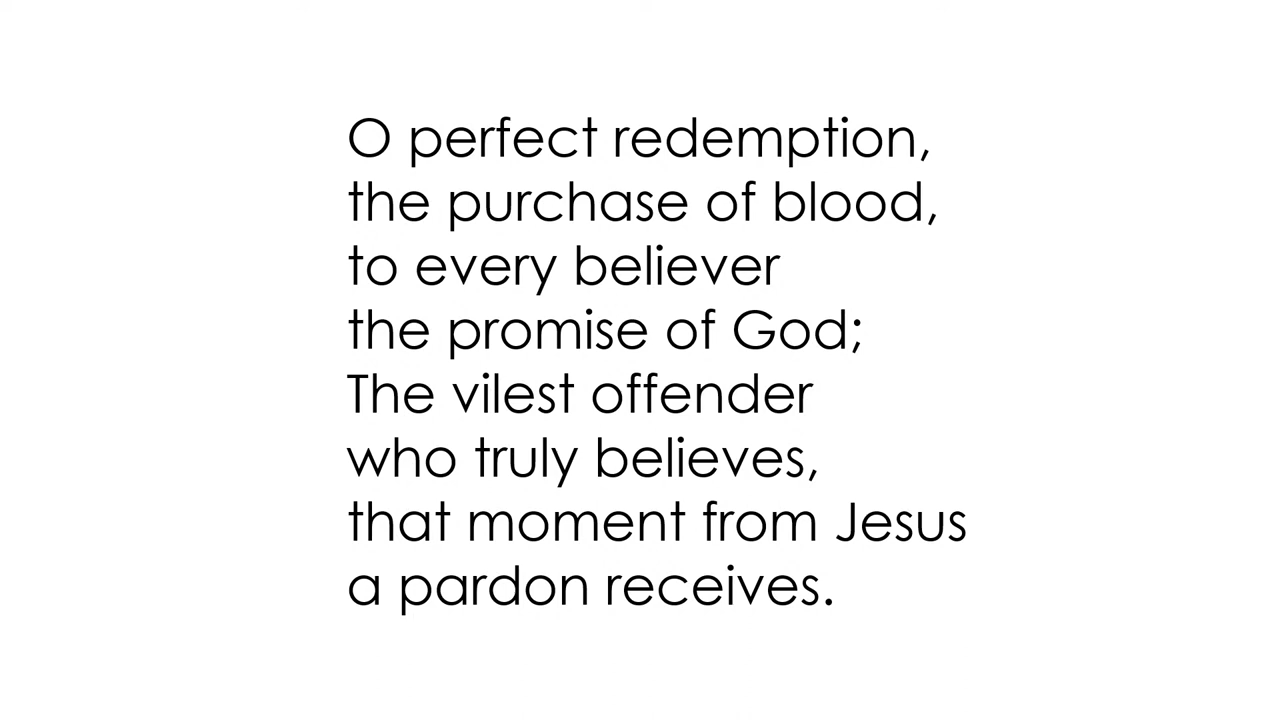 O perfect redemption,
the purchase of blood,
to every believer
the promise of God;
The vilest offender
who truly believes,
that moment from Jesus
a pardon receives.